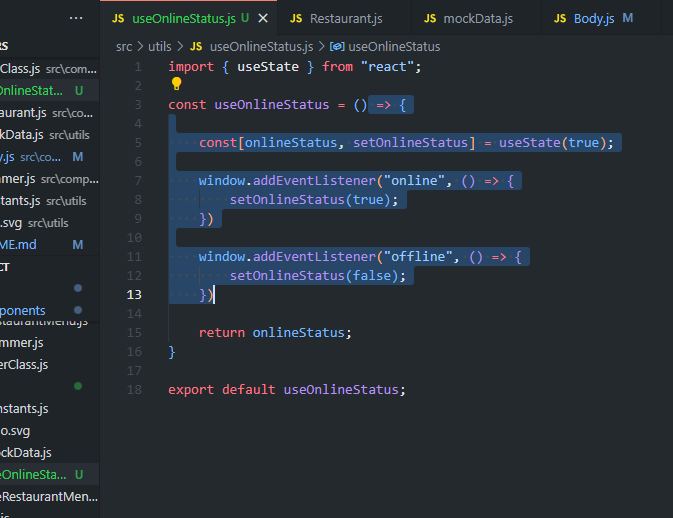 ...
JS useOnlineStatus.js U ×
JS Restaurant.js
JS mockData.js
JS Body.js M
src > utils > JS useOnlineStatus.js > useOnlineStatus
RS
Class.js src\com...
OnlineStat... U
aurant.js src\co...
kData.js src\utils
y.js src\co... M
mmer.js src\comp...
stants.js src\utils
.svg src\utils
ME.md M
CT
ponents
staurantMenu.js
mmer.js
erClass.js
nstants.js
o.svg
ockData.js
eOnlineSta... U
eRestaurantMen...
.js
1 import { useState } from "react";
2
3 const useOnlineStatus = () => {
4
5 const[onlineStatus, setOnlineStatus] = useState(true);
6
7 window.addEventListener("online", () => {
8 setOnlineStatus(true);
9 })
10
11 window.addEventListener("offline", () => {
12 setOnlineStatus(false);
13 })
14
15 return onlineStatus;
16 }
17
18 export default useOnlineStatus;